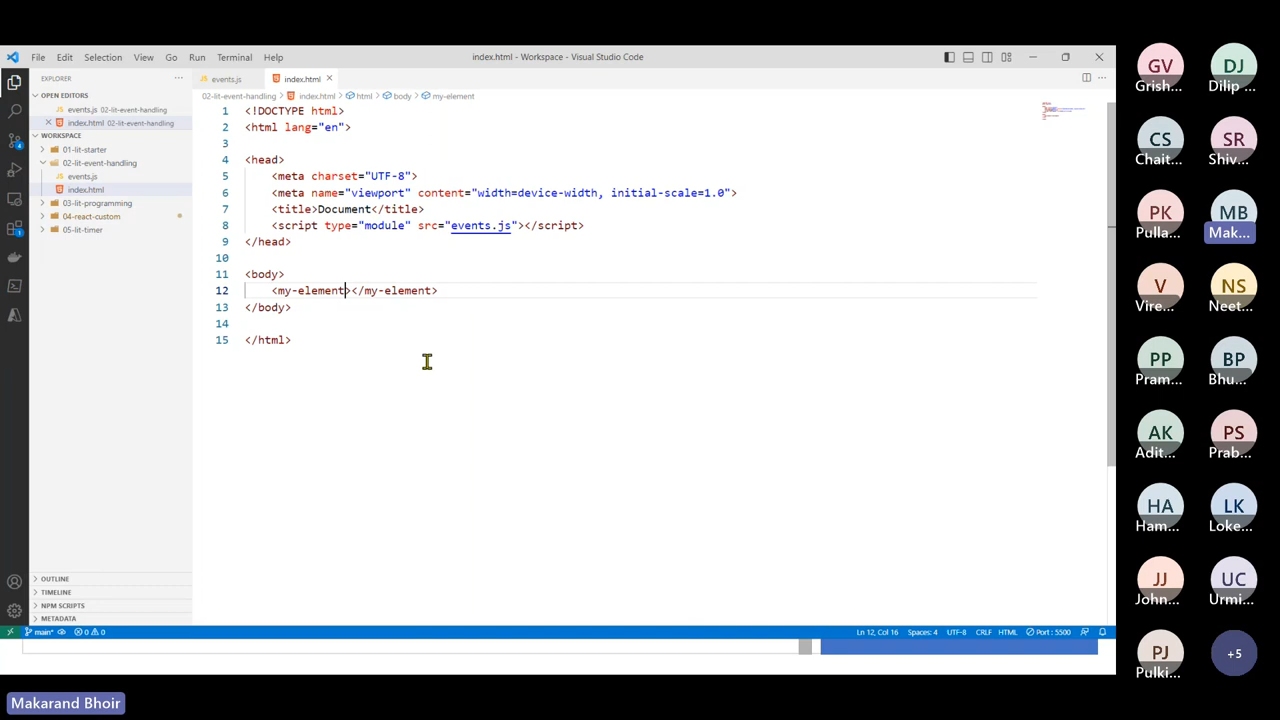 File Edit Selection View Go Run Terminal Help
index.html - Workspace - Visual Studio Code
EXPLORER
OPEN EDITORS
events.js 02-lit-event-handling
index.html 02-lit-event-handling
WORKSPACE
01-lit-starter
02-lit-event-handling
events.js
index.html
03-lit-programming
04-react-custom
05-lit-timer
OUTLINE
TIMELINE
NPM SCRIPTS
METADATA
events.js index.html
02-lit-event-handling > index.html > html > body > my-element
1 <!DOCTYPE html>
2 <html lang="en">
3
4 <head>
5 <meta charset="UTF-8">
6 <meta name="viewport" content="width=device-width, initial-scale=1.0">
7 <title>Document</title>
8 <script type="module" src="events.js"></script>
9 </head>
10
11 <body>
12 <my-element></my-element>
13 </body>
14
15 </html>
main* 0 0 Ln 12, Col 16 Spaces: 4 UTF-8 CRLF HTML Port : 5500
GV DJ
Grish... Dilip ...
CS SR
Chait... Shiv...
PK MB
Pulla... Mak...
V NS
Vire... Neet...
PP BP
Pram... Bhu...
AK PS
Adit... Prab...
HA LK
Ham... Loke...
JJ UC
John... Urmi...
PJ +5
Pulki...
Makarand Bhoir